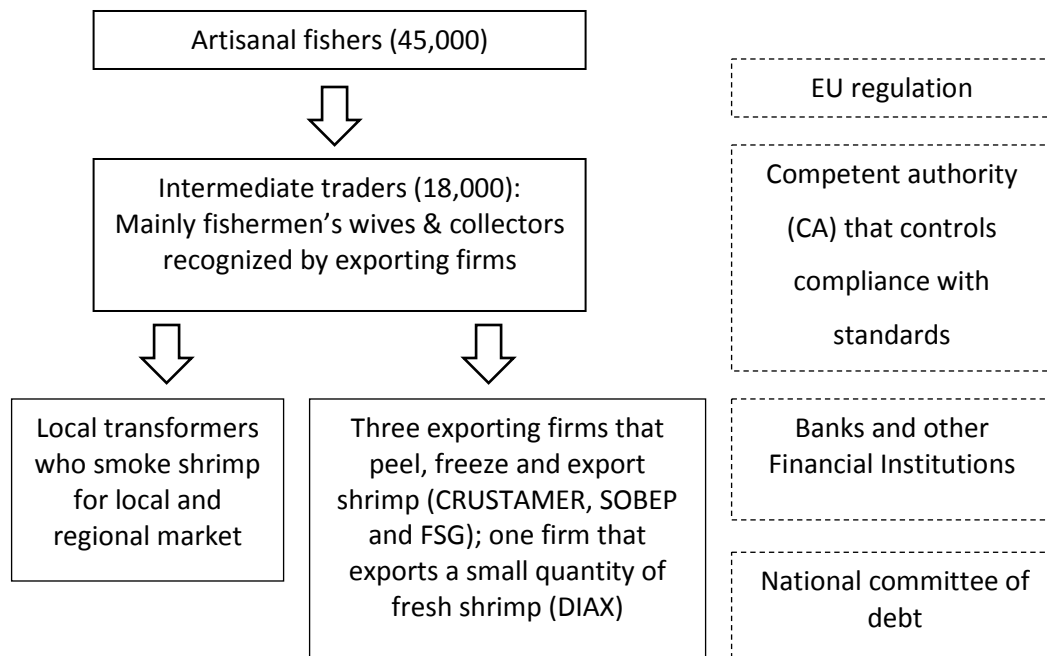 Artisanal fishers (45,000)
Intermediate traders (18,000):
Mainly fishermen’s wives & collectors
recognized by exporting firms
Local transformers
who smoke shrimp
for local and
regional market
Three exporting firms that
peel, freeze and export
shrimp (CRUSTAMER, SOBEP
and FSG); one firm that
exports a small quantity of
fresh shrimp (DIAX)
EU regulation
Competent authority
(CA) that controls
compliance with
standards
Banks and other
Financial Institutions
National committee of
debt